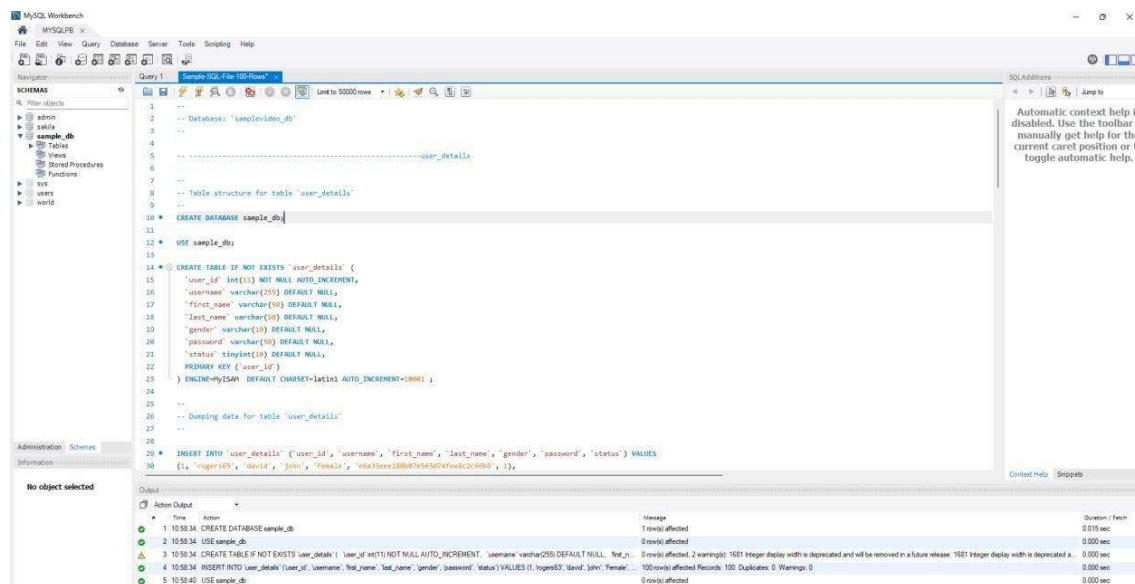 MySQL Workbench
MYSQLPB ×
File Edit View Query Database Server Tools Scripting Help
Navigator
SCHEMAS
Filter objects
admin
sakila
sample_db
Tables
Views
Stored Procedures
Functions
sys
users
world
Administration Schemas
Information
No object selected
Query 1 Sample-SQL-File-100-Rows* ×
Limit to 50000 rows
1 --
2 -- Database: `samplevideo_db`
3 --
4
5 -- --------------------------------------------------------user_details
6
7 --
8 -- Table structure for table `user_details`
9 --
10 CREATE DATABASE sample_db;
11
12 USE sample_db;
13
14 CREATE TABLE IF NOT EXISTS `user_details` (
15 `user_id` int(11) NOT NULL AUTO_INCREMENT,
16 `username` varchar(255) DEFAULT NULL,
17 `first_name` varchar(50) DEFAULT NULL,
18 `last_name` varchar(50) DEFAULT NULL,
19 `gender` varchar(10) DEFAULT NULL,
20 `password` varchar(50) DEFAULT NULL,
21 `status` tinyint(10) DEFAULT NULL,
22 PRIMARY KEY (`user_id`)
23 ) ENGINE=MyISAM DEFAULT CHARSET=latin1 AUTO_INCREMENT=10001 ;
24
25 --
26 -- Dumping data for table `user_details`
27 --
28
29 INSERT INTO `user_details` (`user_id`, `username`, `first_name`, `last_name`, `gender`, `password`, `status`) VALUES
30 (1, 'rogers63', 'david', 'john', 'Female', 1),
SQLAdditions
Jump to
Automatic context help i
disabled. Use the toolbar
manually get help for the
current caret position or t
toggle automatic help.
Context Help Snippets
Output
Action Output
# Time Action Message Duration / Fetch
1 10:58:34 CREATE DATABASE sample_db 1 row(s) affected 0.015 sec
2 10:58:34 USE sample_db 0 row(s) affected 0.000 sec
3 10:58:34 CREATE TABLE IF NOT EXISTS `user_details` ( `user_id` int(11) NOT NULL AUTO_INCREMENT, `username` varchar(255) DEFAULT NULL, `first_n... 0 row(s) affected, 2 warning(s): 1681 Integer display width is deprecated and will be removed in a future release. 1681 Integer display width is deprecated a... 0.000 sec
4 10:58:34 INSERT INTO `user_details` (`user_id`, `username`, `first_name`, `last_name`, `gender`, `password`, `status`) VALUES (1, 'rogers63', 'david', 'john', 'Female', ... 100 row(s) affected Records: 100 Duplicates: 0 Warnings: 0 0.000 sec
5 10:58:40 USE sample_db 0 row(s) affected 0.000 sec